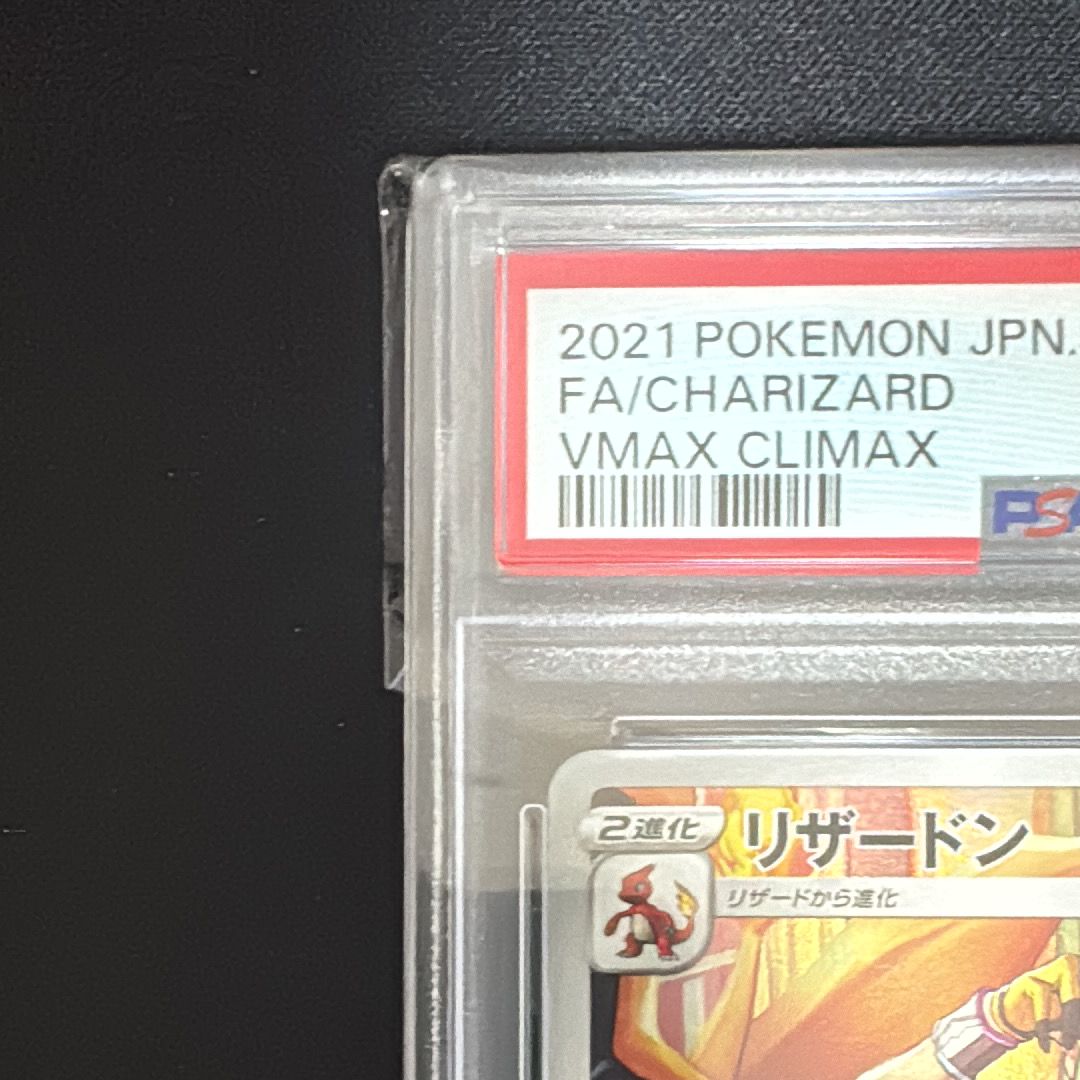 2021 POKEMON JPN.
FA/CHARIZARD
VMAX CLIMAX
PSA
2進化
リザードン
リザードから進化